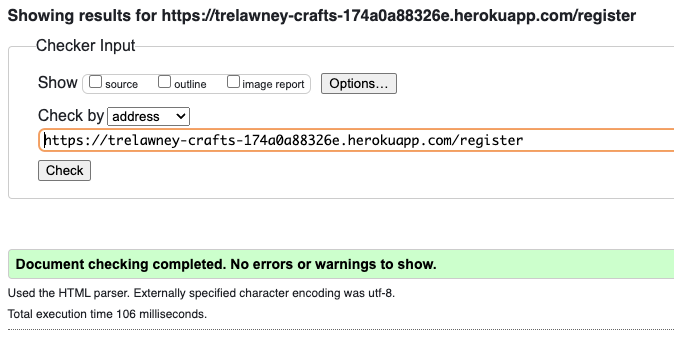 Showing results for https://trelawney-crafts-174a0a88326e.herokuapp.com/register
Checker Input
Show source outline image report Options...
Check by address
https://trelawney-crafts-174a0a88326e.herokuapp.com/register
Check
Document checking completed. No errors or warnings to show.
Used the HTML parser. Externally specified character encoding was utf-8.
Total execution time 106 milliseconds.